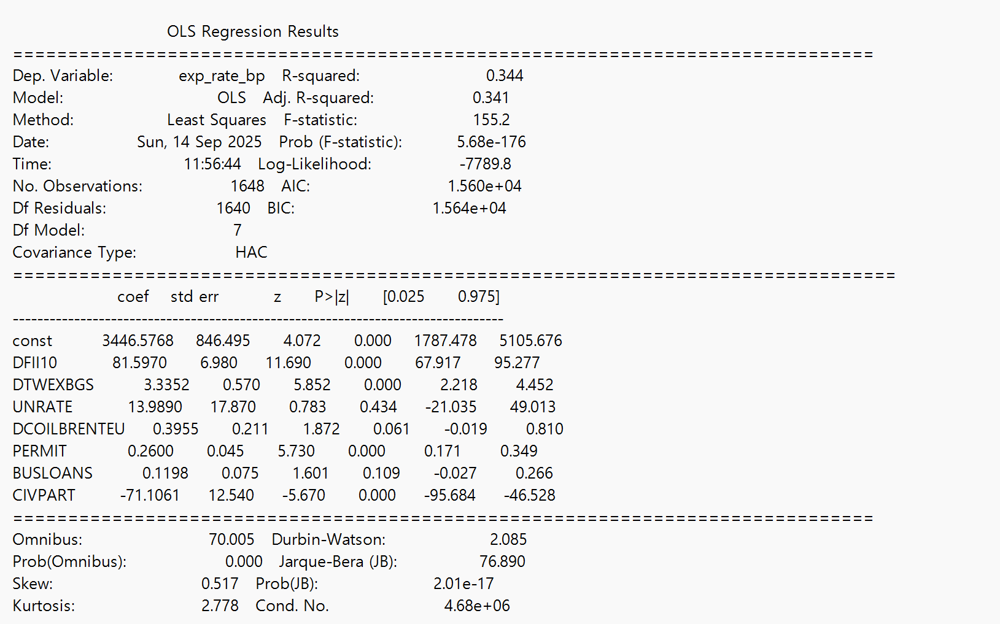 OLS Regression Results
==============================================================================
Dep. Variable: exp_rate_bp R-squared: 0.344
Model: OLS Adj. R-squared: 0.341
Method: Least Squares F-statistic: 155.2
Date: Sun, 14 Sep 2025 Prob (F-statistic): 5.68e-176
Time: 11:56:44 Log-Likelihood: -7789.8
No. Observations: 1648 AIC: 1.560e+04
Df Residuals: 1640 BIC: 1.564e+04
Df Model: 7
Covariance Type: HAC
================================================================================
coef std err z P>|z| [0.025 0.975]
--------------------------------------------------------------------------------
const 3446.5768 846.495 4.072 0.000 1787.478 5105.676
DFII10 81.5970 6.980 11.690 0.000 67.917 95.277
DTWEXBGS 3.3352 0.570 5.852 0.000 2.218 4.452
UNRATE 13.9890 17.870 0.783 0.434 -21.035 49.013
DCOILBRENTEU 0.3955 0.211 1.872 0.061 -0.019 0.810
PERMIT 0.2600 0.045 5.730 0.000 0.171 0.349
BUSLOANS 0.1198 0.075 1.601 0.109 -0.027 0.266
CIVPART -71.1061 12.540 -5.670 0.000 -95.684 -46.528
==============================================================================
Omnibus: 70.005 Durbin-Watson: 2.085
Prob(Omnibus): 0.000 Jarque-Bera (JB): 76.890
Skew: 0.517 Prob(JB): 2.01e-17
Kurtosis: 2.778 Cond. No. 4.68e+06